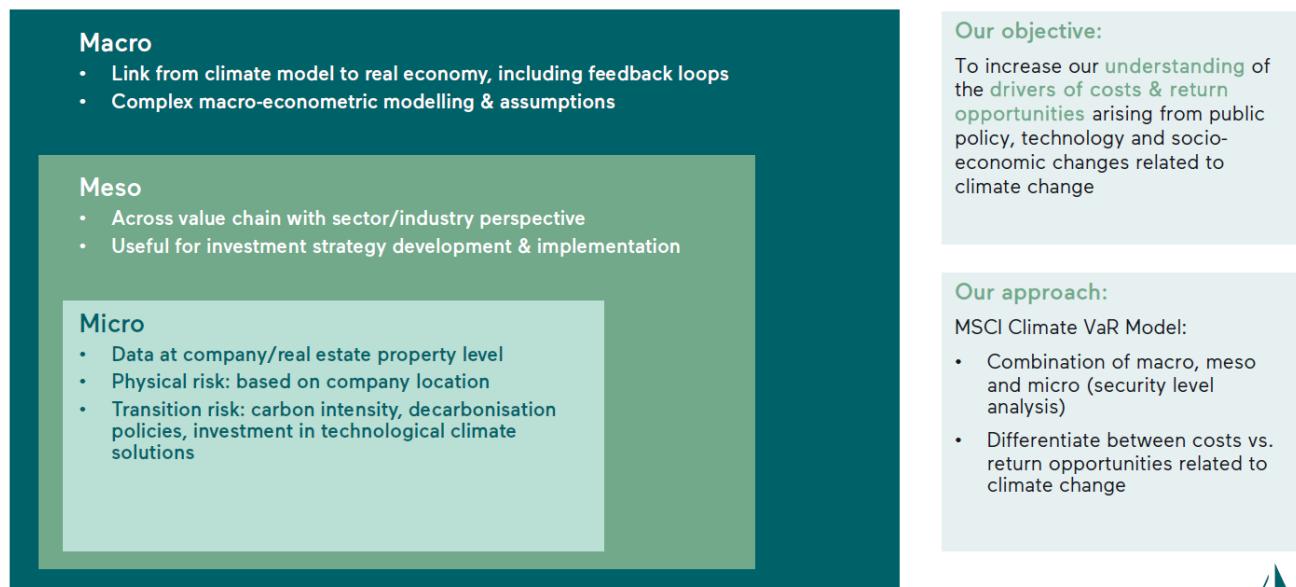 Macro
• Link from climate model to real economy, including feedback loops
• Complex macro-econometric modelling & assumptions
Meso
• Across value chain with sector/industry perspective
• Useful for investment strategy development & implementation
Micro
• Data at company/real estate property level
• Physical risk: based on company location
• Transition risk: carbon intensity, decarbonisation
policies, investment in technological climate
solutions
Our objective:
To increase our understanding of
the drivers of costs & return
opportunities arising from public
policy, technology and socio-
economic changes related to
climate change
Our approach:
MSCI Climate VaR Model:
• Combination of macro, meso
and micro (security level
analysis)
• Differentiate between costs vs.
return opportunities related to
climate change